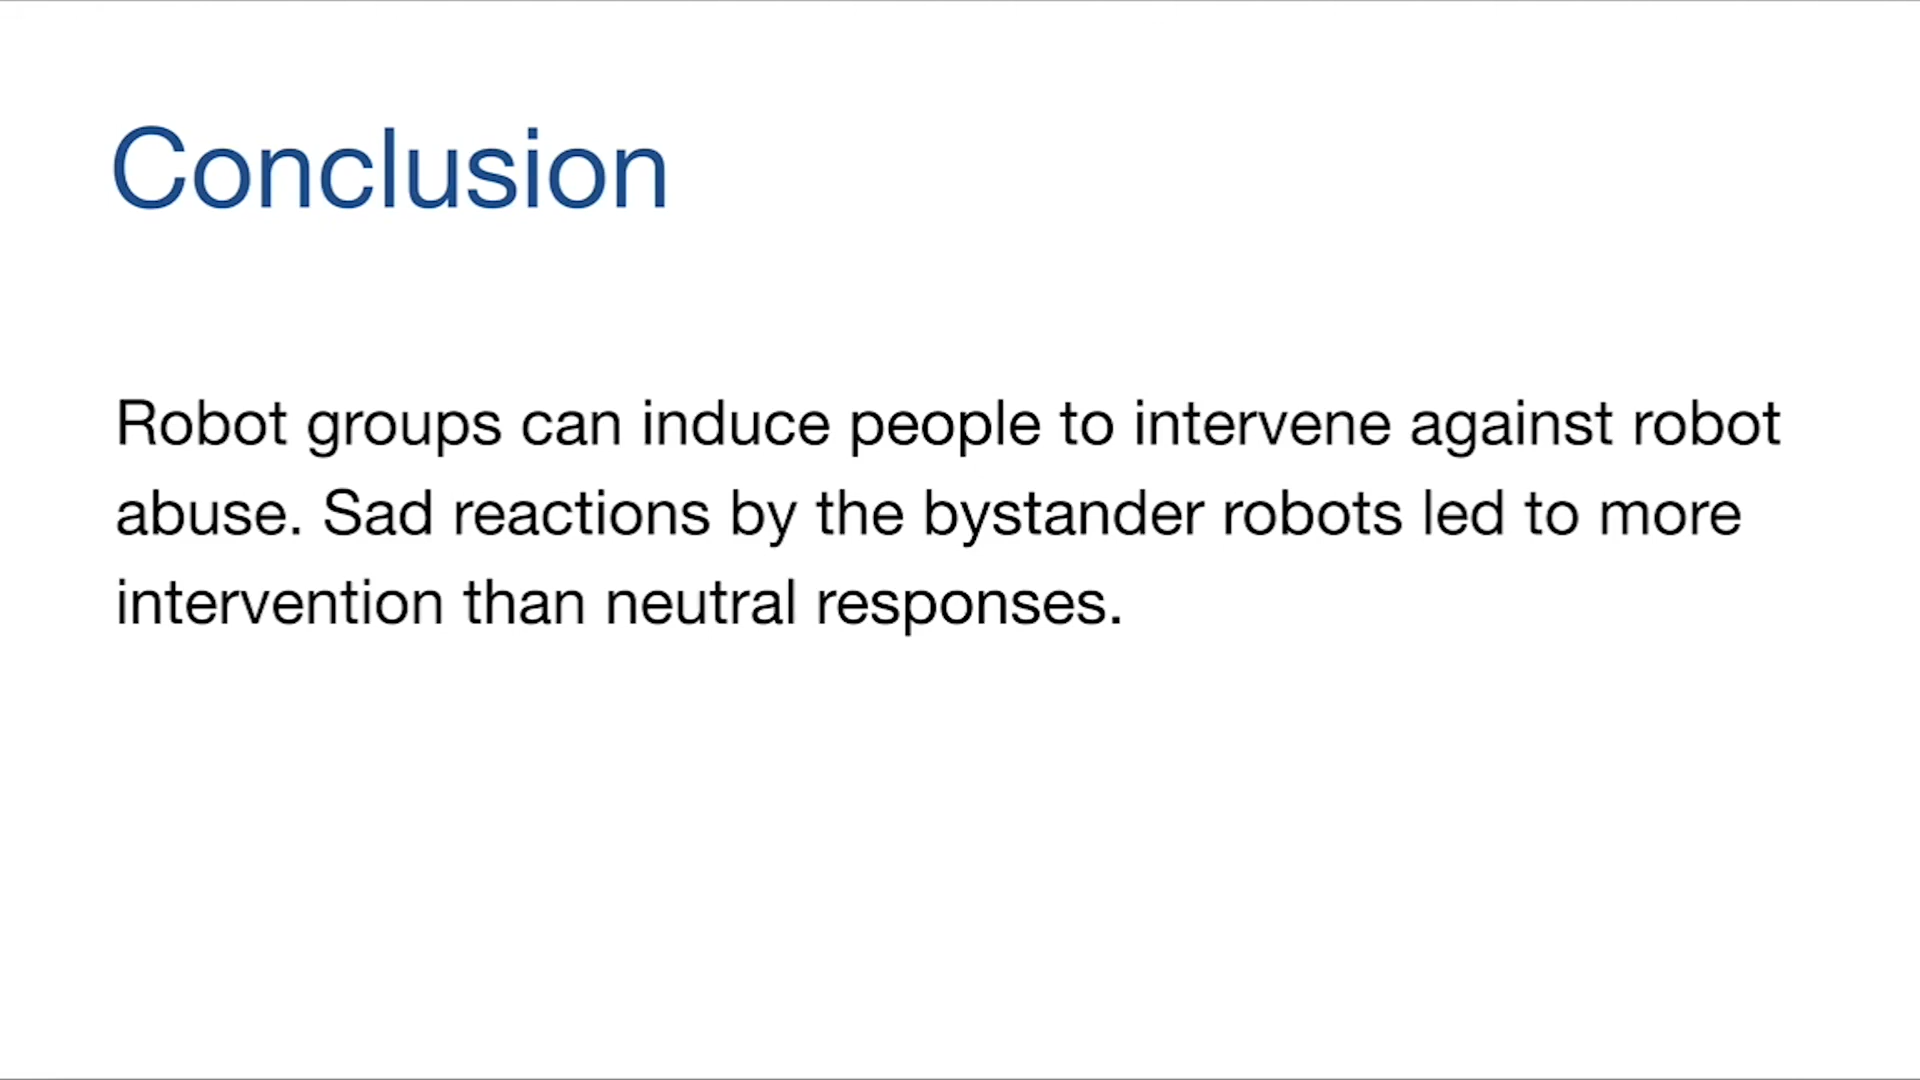 Conclusion
Robot groups can induce people to intervene against robot
abuse. Sad reactions by the bystander robots led to more
intervention than neutral responses.